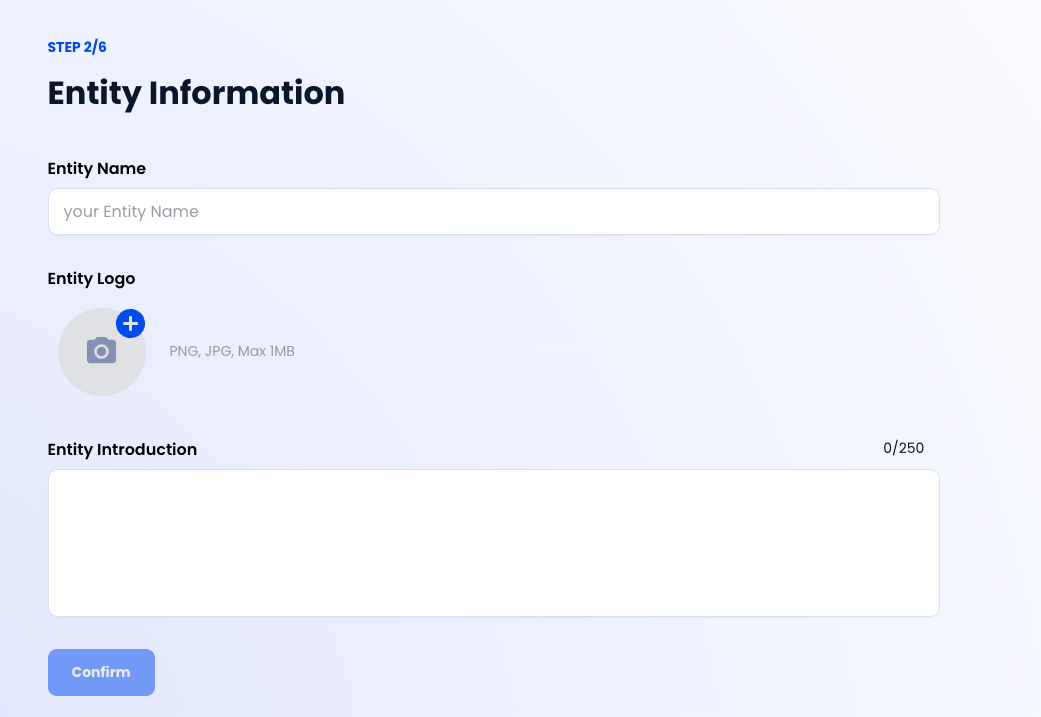 STEP 2/6
Entity Information
Entity Name
your Entity Name
Entity Logo
PNG, JPG, Max 1MB
Entity Introduction
0/250
Confirm